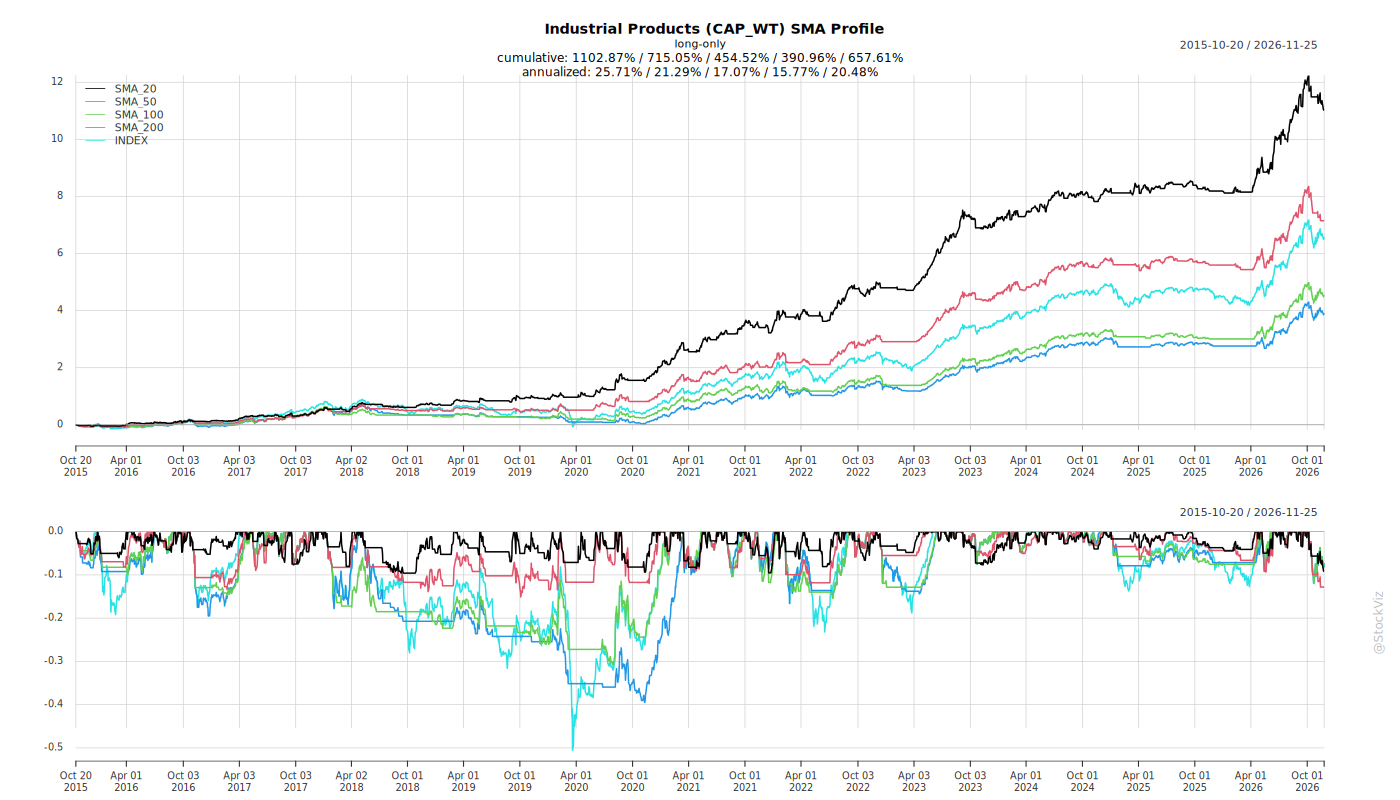 Industrial Products (CAP_WT) SMA Profile
long-only
2015-10-20 / 2026-11-25
cumulative: 1102.87% / 715.05% / 454.52% / 390.96% / 657.61%
annualized: 25.71% / 21.29% / 17.07% / 15.77% / 20.48%
12
10
8
6
4
2
0
SMA_20
SMA_50
SMA_100
SMA_200
INDEX
Oct 20 Apr 01 Oct 03 Apr 03 Oct 03 Apr 02 Oct 01 Apr 01 Oct 01 Apr 01 Oct 01 Apr 01 Oct 01 Apr 01 Oct 03 Apr 03 Oct 03 Apr 01 Oct 01 Apr 01 Oct 01 Apr 01 Oct 01
2015 2016 2016 2017 2017 2018 2018 2019 2019 2020 2020 2021 2021 2022 2022 2023 2023 2024 2024 2025 2025 2026 2026
2015-10-20 / 2026-11-25
0.0
-0.1
-0.2
-0.3
-0.4
-0.5
Oct 20 Apr 01 Oct 03 Apr 03 Oct 03 Apr 02 Oct 01 Apr 01 Oct 01 Apr 01 Oct 01 Apr 01 Oct 01 Apr 01 Oct 03 Apr 03 Oct 03 Apr 01 Oct 01 Apr 01 Oct 01 Apr 01 Oct 01
2015 2016 2016 2017 2017 2018 2018 2019 2019 2020 2020 2021 2021 2022 2022 2023 2023 2024 2024 2025 2025 2026 2026
@StockViz